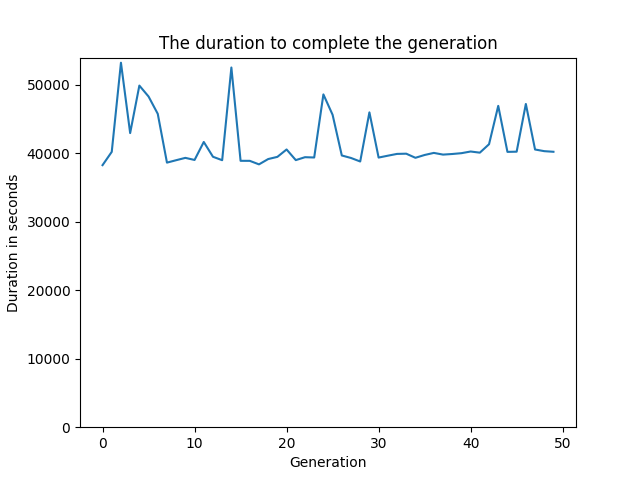 The duration to complete the generation
Duration in seconds
50000
40000
30000
20000
10000
0
0 10 20 30 40 50
Generation